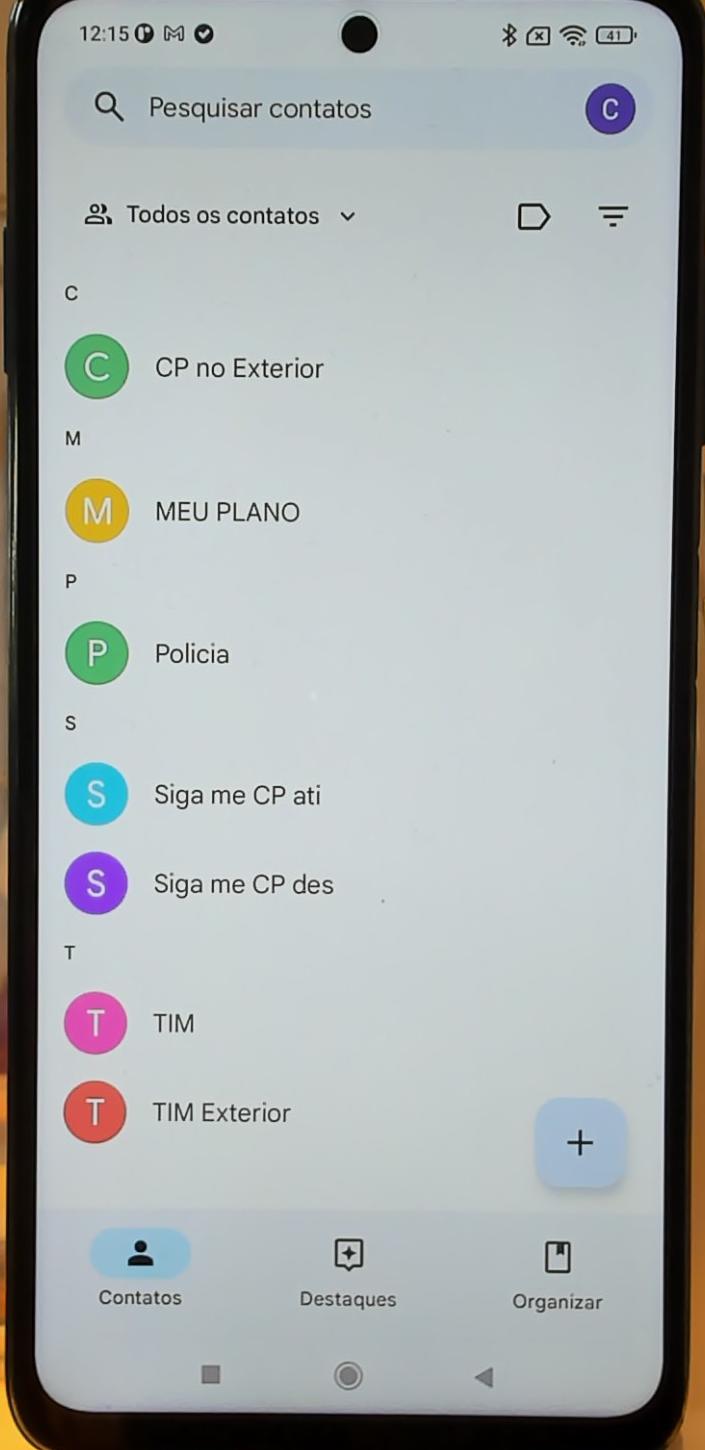 12:15
41
Pesquisar contatos
C
Todos os contatos
C
C
CP no Exterior
M
M
MEU PLANO
P
P
Policia
S
S
Siga me CP ati
S
Siga me CP des
T
T
TIM
T
TIM Exterior
+
Contatos
Destaques
Organizar